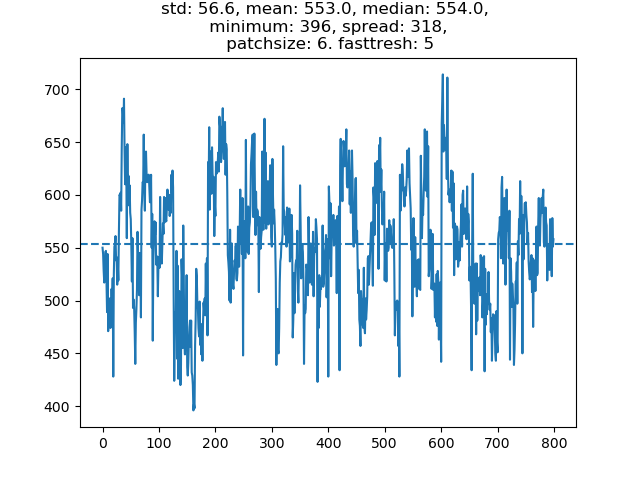 std: 56.6, mean: 553.0, median: 554.0,
minimum: 396, spread: 318,
patchsize: 6. fasttresh: 5
700
650
600
550
500
450
400
0 100 200 300 400 500 600 700 800